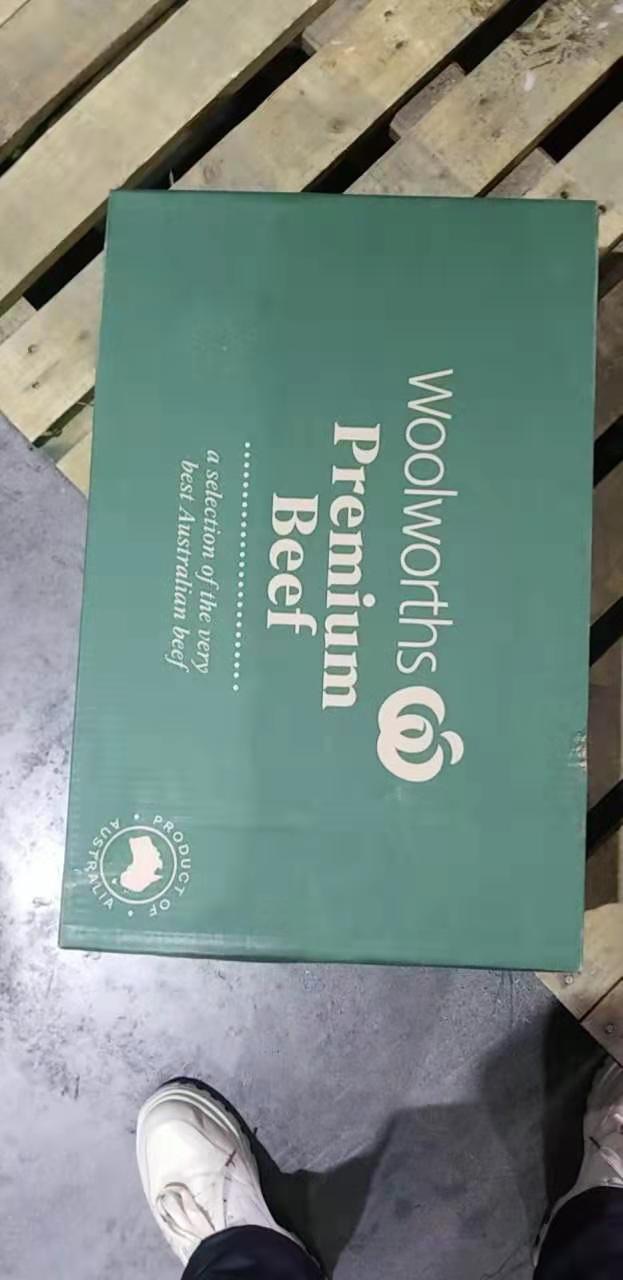 Woolworths
Premium
Beef
a selection of the very
best Australian beef
PRODUCT OF
AUSTRALIA